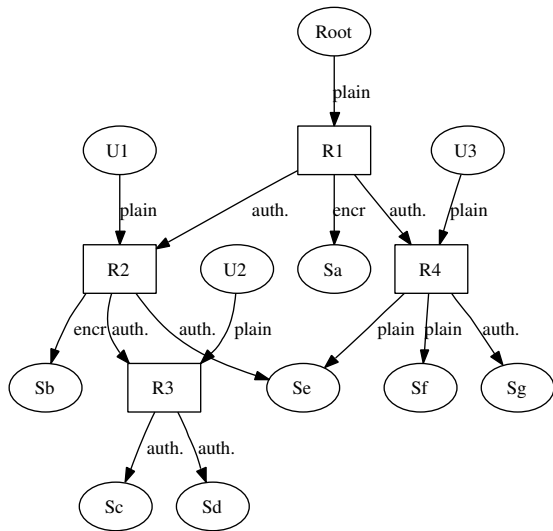 Root
plain
U1
R1
U3
plain
auth.
encr
auth.
plain
R2
U2
Sa
R4
encr
auth.
auth.
plain
plain
plain
auth.
Sb
R3
Se
Sf
Sg
auth.
auth.
Sc
Sd